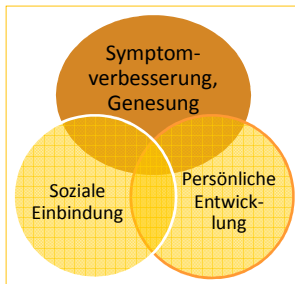 Symptom-
verbesserung,
Genesung
Soziale
Einbindung
Persönliche
Entwick-
lung